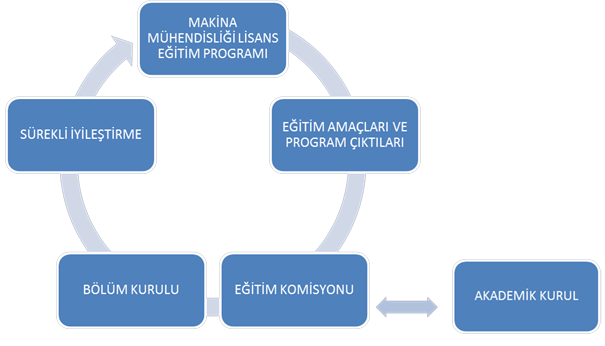 MAKİNA
MÜHENDİSLİĞİ LİSANS
EĞİTİM PROGRAMI
EĞİTİM AMAÇLARI VE
PROGRAM ÇIKTILARI
EĞİTİM KOMİSYONU
AKADEMİK KURUL
BÖLÜM KURULU
SÜREKLİ İYİLEŞTİRME